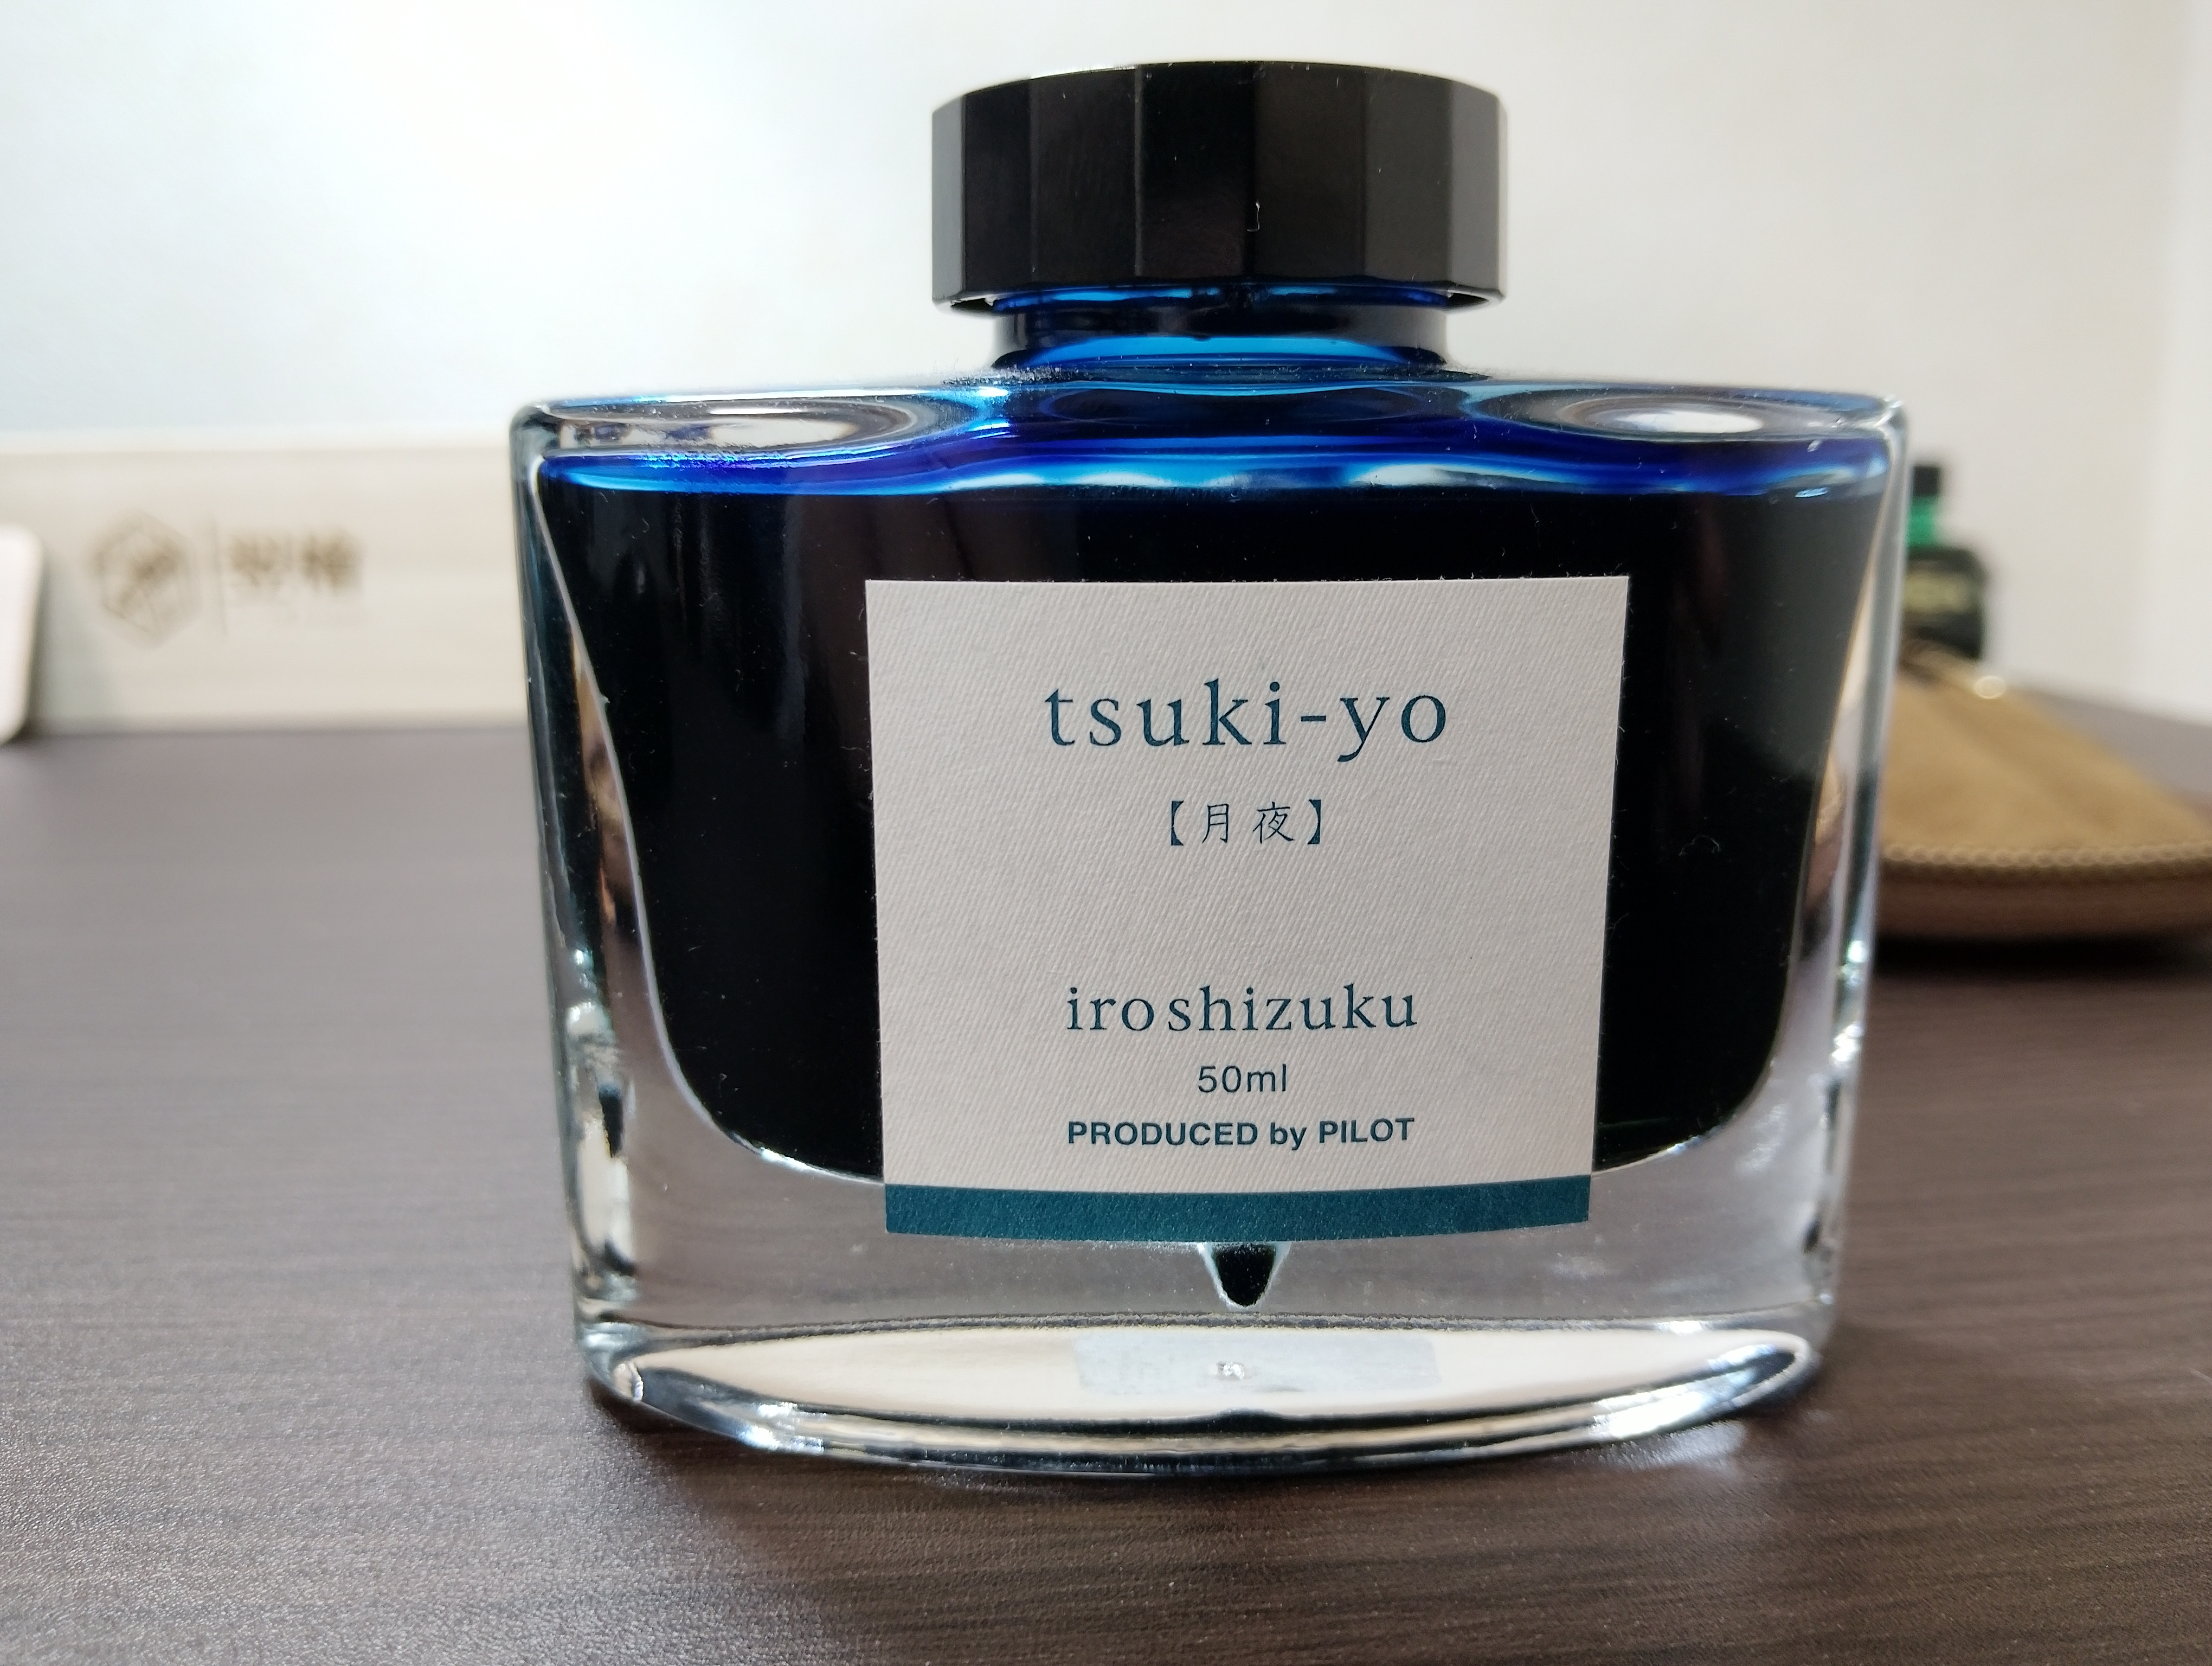 tsuki-yo
【月夜】
iroshizuku
50ml
PRODUCED by PILOT